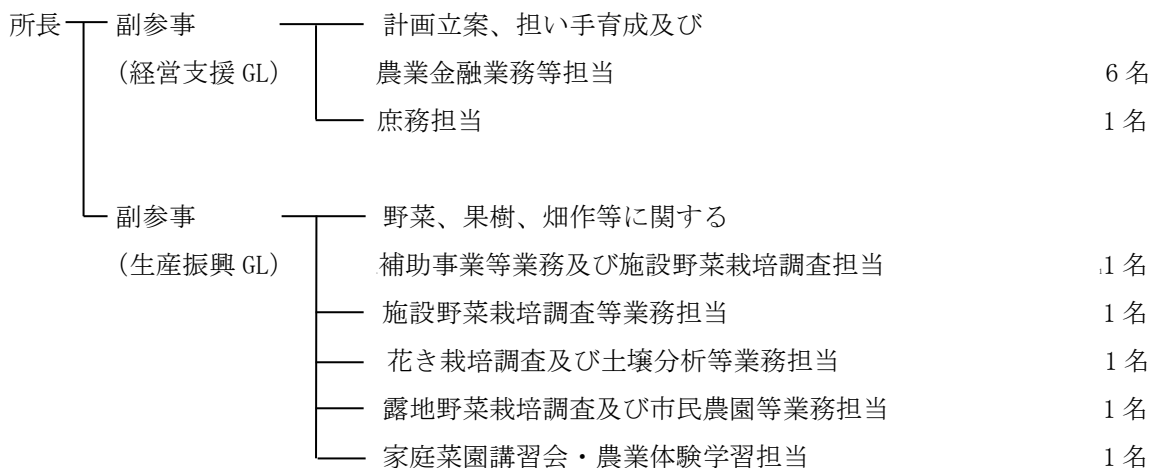 所長 副参事 計画立案、担い手育成及び
(経営支援 GL) 農業金融業務等担当 6 名
庶務担当 1 名
副参事 野菜、果樹、畑作等に関する
(生産振興 GL) 補助事業等業務及び施設野菜栽培調査担当 1 名
施設野菜栽培調査等業務担当 1 名
花き栽培調査及び土壌分析等業務担当 1 名
露地野菜栽培調査及び市民農園等業務担当 1 名
家庭菜園講習会・農業体験学習担当 1 名